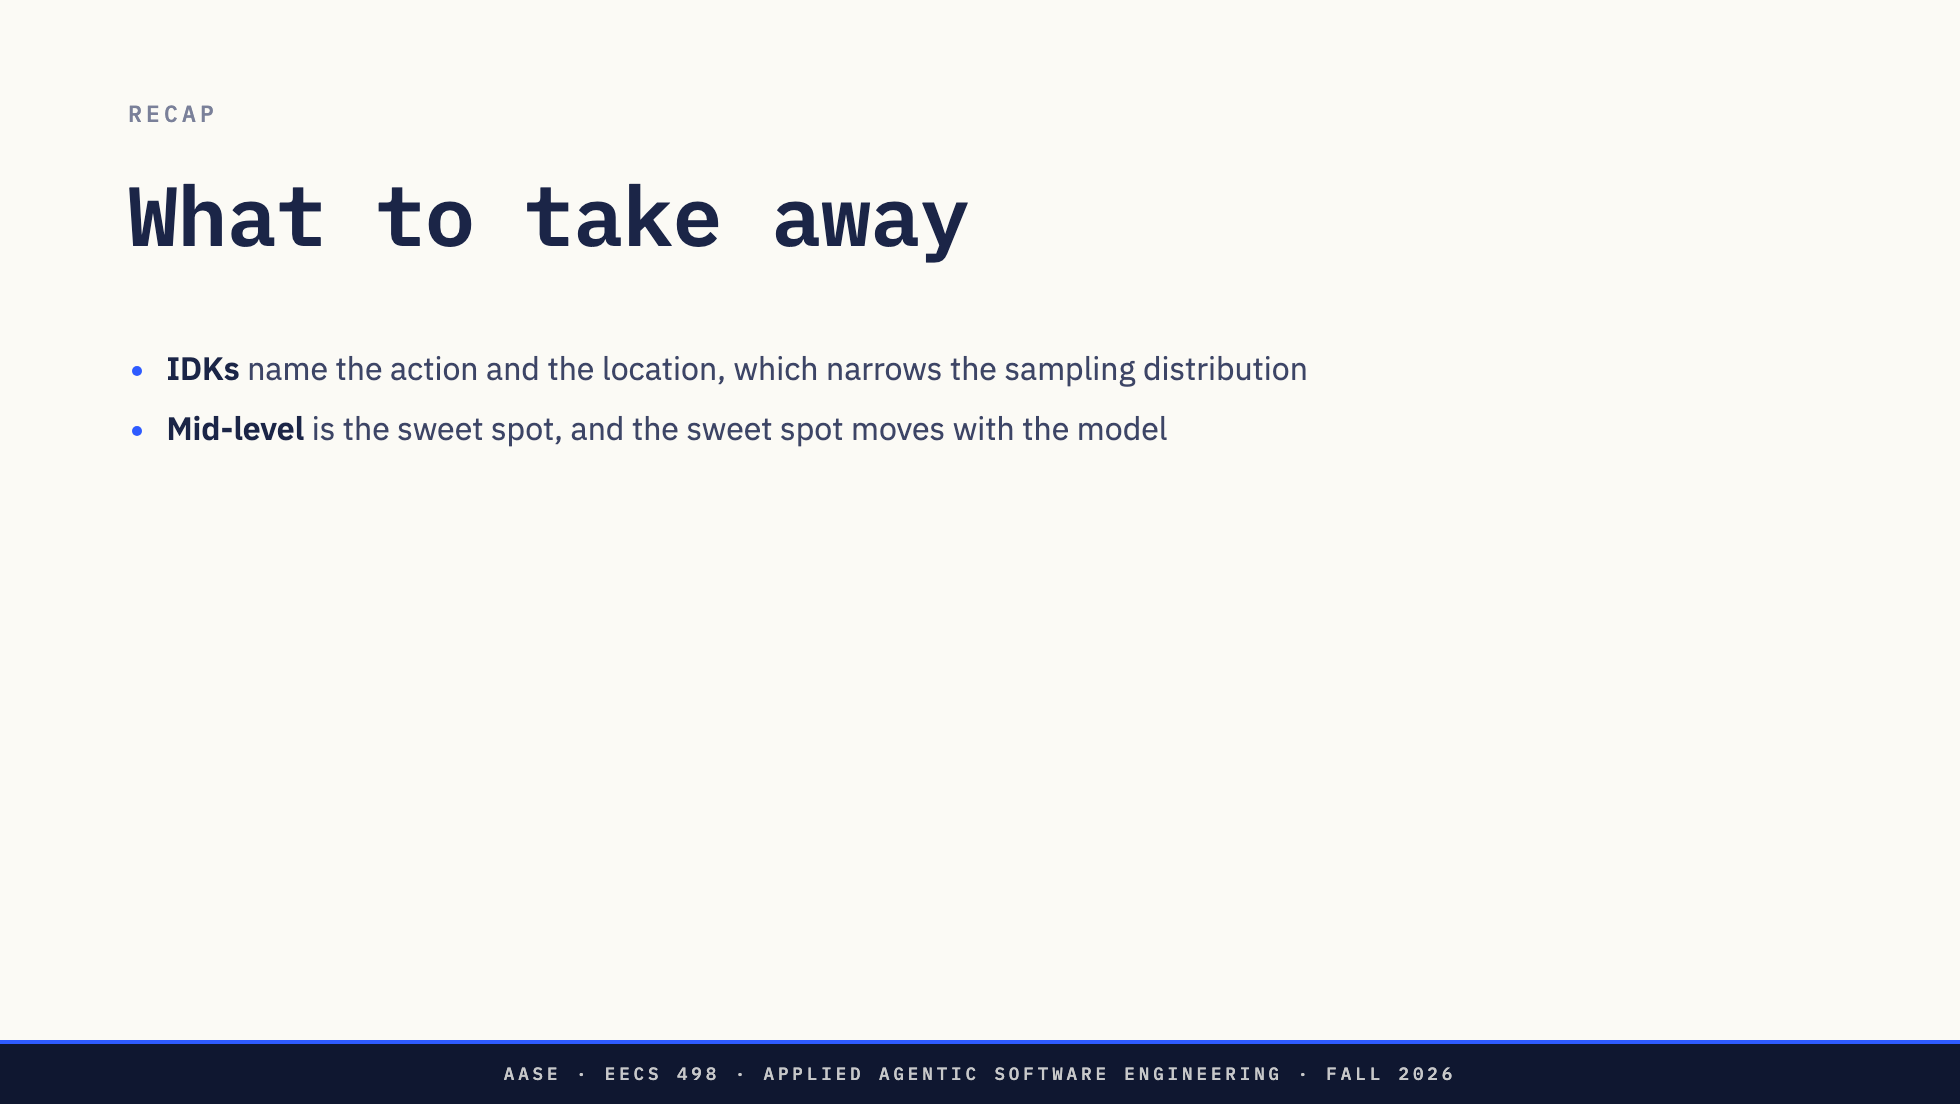 RECAP
What to take away
• IDKs name the action and the location, which narrows the sampling distribution
• Mid-level is the sweet spot, and the sweet spot moves with the model
AASE · EECS 498 · APPLIED AGENTIC SOFTWARE ENGINEERING · FALL 2026